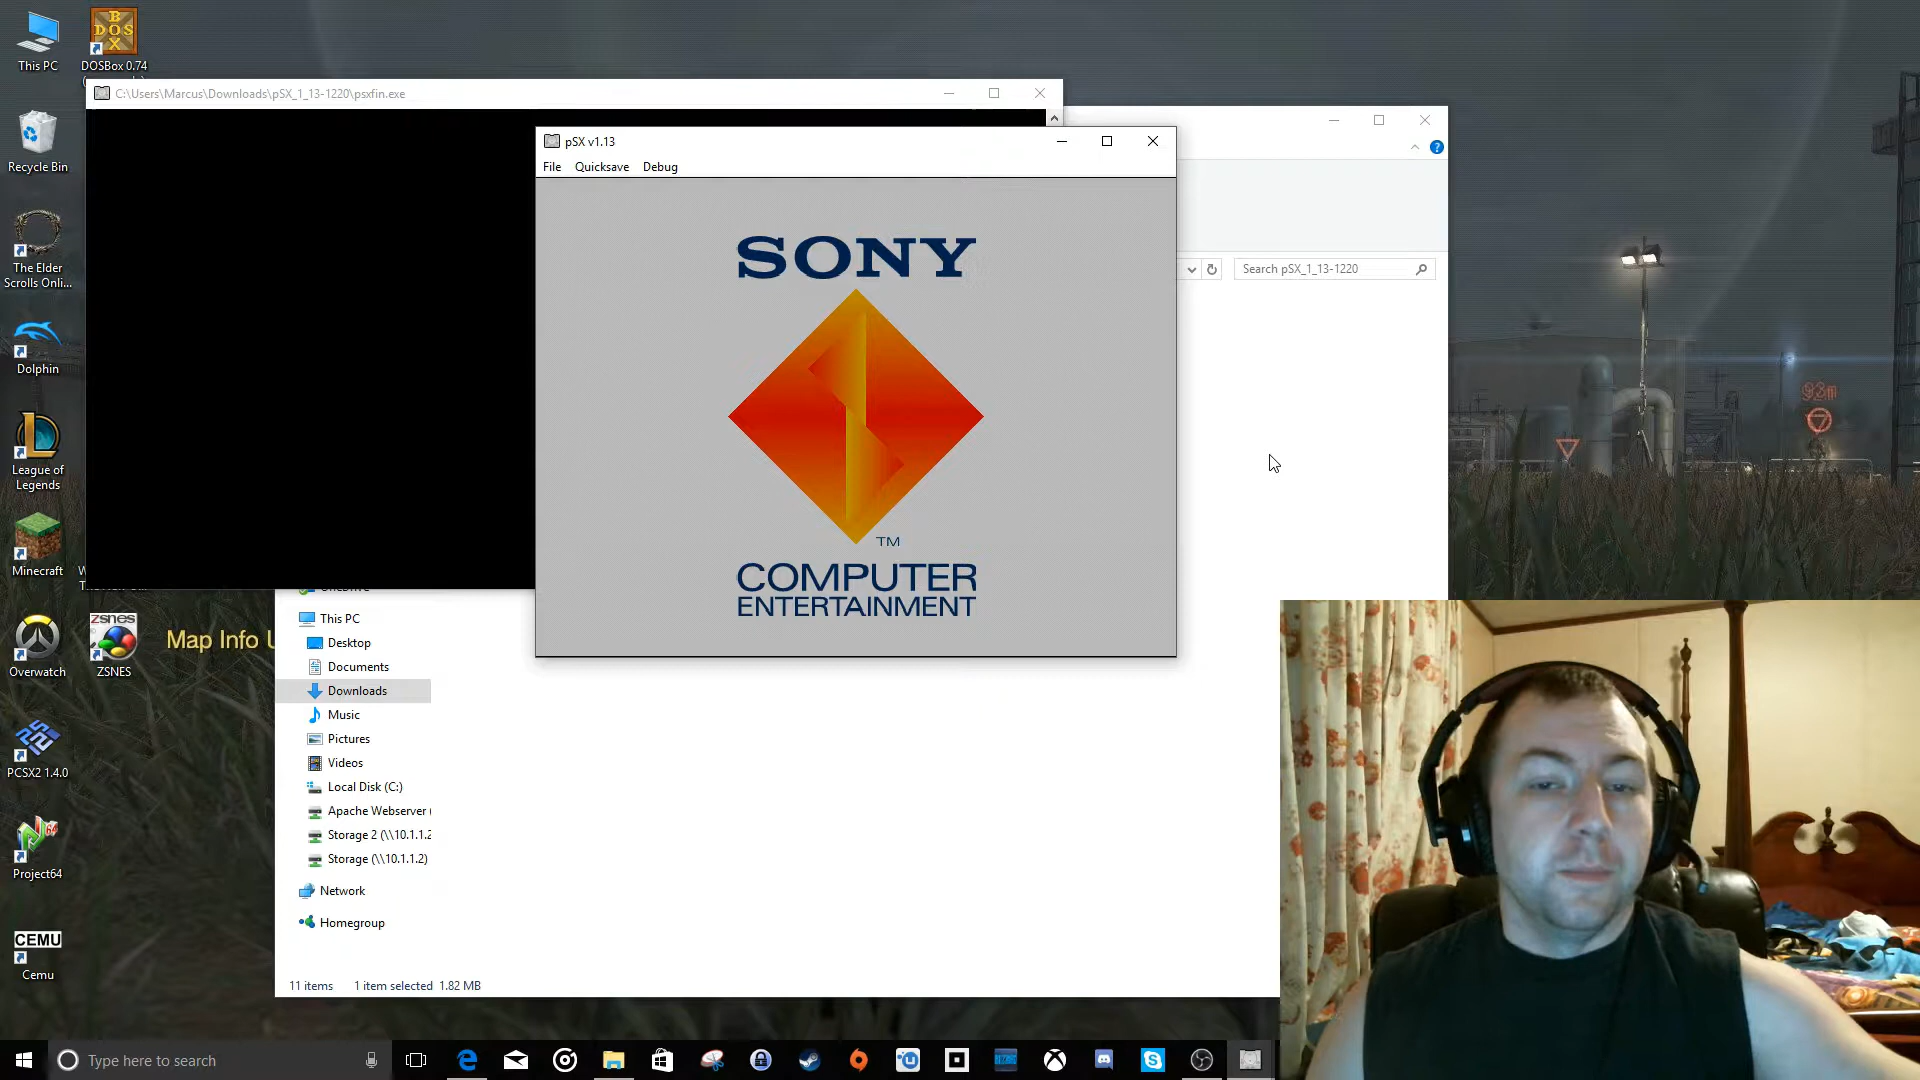 This PC
DOSBox 0.74
Recycle Bin
The Elder
Scrolls Onli...
Dolphin
League of
Legends
Minecraft
Overwatch
ZSNES
PCSX2 1.4.0
Project64
CEMU
Cemu
Map Info U
C:\Users\Marcus\Downloads\pSX_1_13-1220\psxfin.exe
pSX v1.13
File Quicksave Debug
SONY
TM
COMPUTER
ENTERTAINMENT
Search pSX_1_13-1220
OneDrive
This PC
Desktop
Documents
Downloads
Music
Pictures
Videos
Local Disk (C:)
Apache Webserver (
Storage 2 (\\10.1.1.2
Storage (\\10.1.1.2)
Network
Homegroup
11 items 1 item selected 1.82 MB
93m
Type here to search